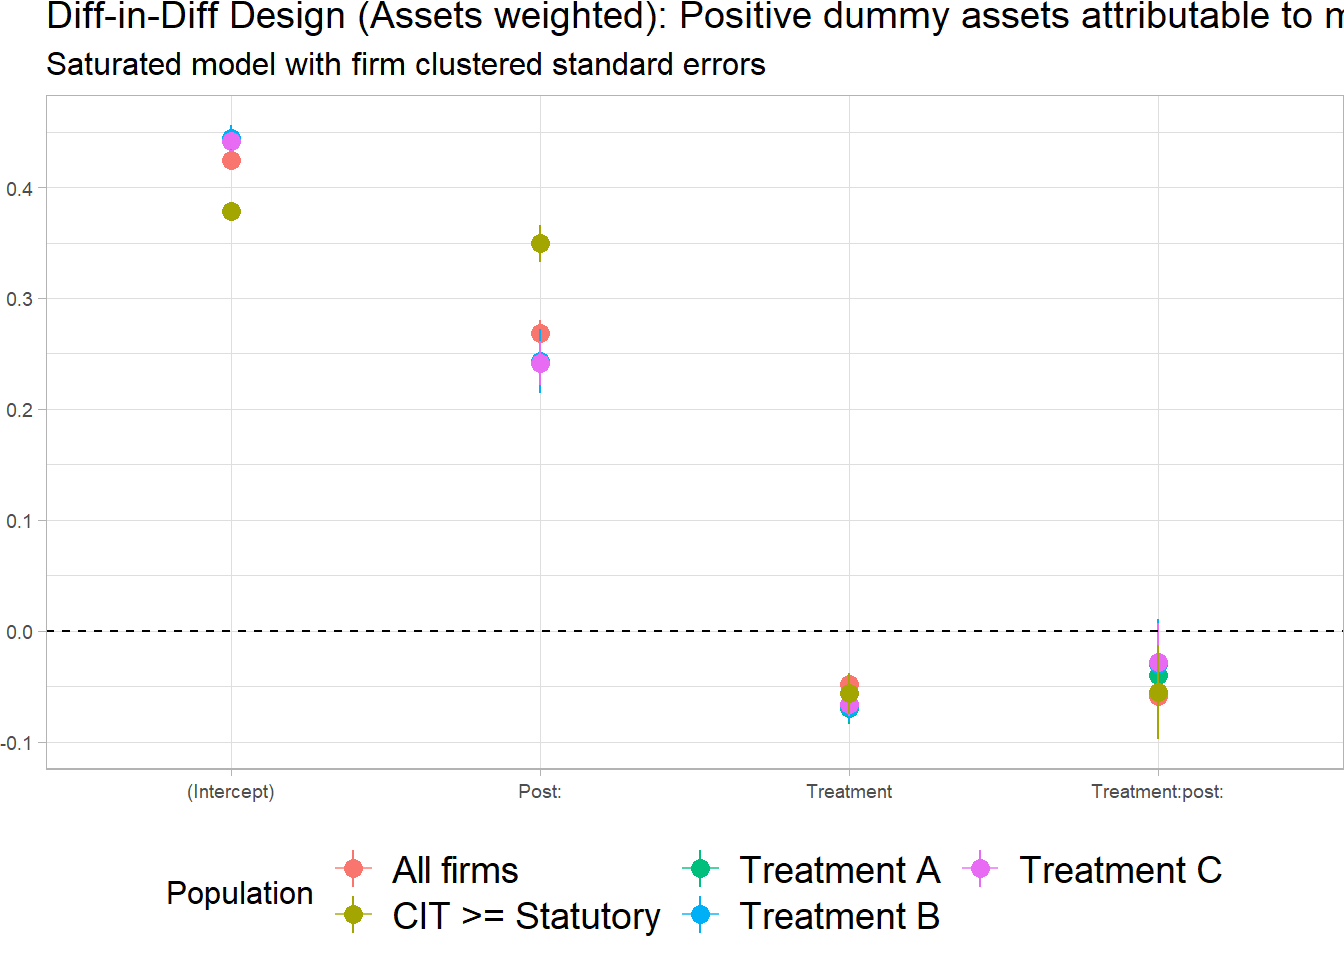 Diff-in-Diff Design (Assets weighted): Positive dummy assets attributable to
Subtitle: Saturated model with firm clustered standard errors
0.4
0.3
0.2
0.1
0.0
-0.1
(Intercept)
Post:
Treatment
Treatment:post:
Population
All firms
Treatment A
Treatment C
CIT >= Statutory
Treatment B